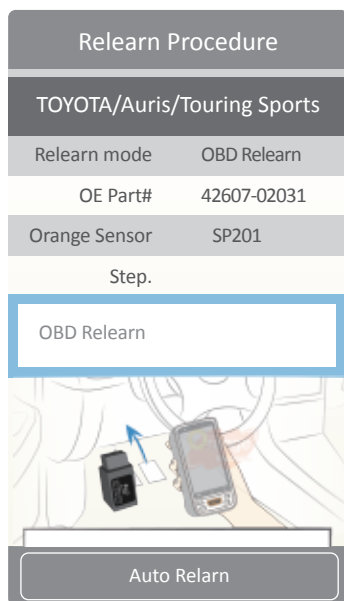 Relearn Procedure
TOYOTA/Auris/Touring Sports
Relearn mode OBD Relearn
OE Part# 42607-02031
Orange Sensor SP201
Step.
OBD Relearn
Auto Relarn